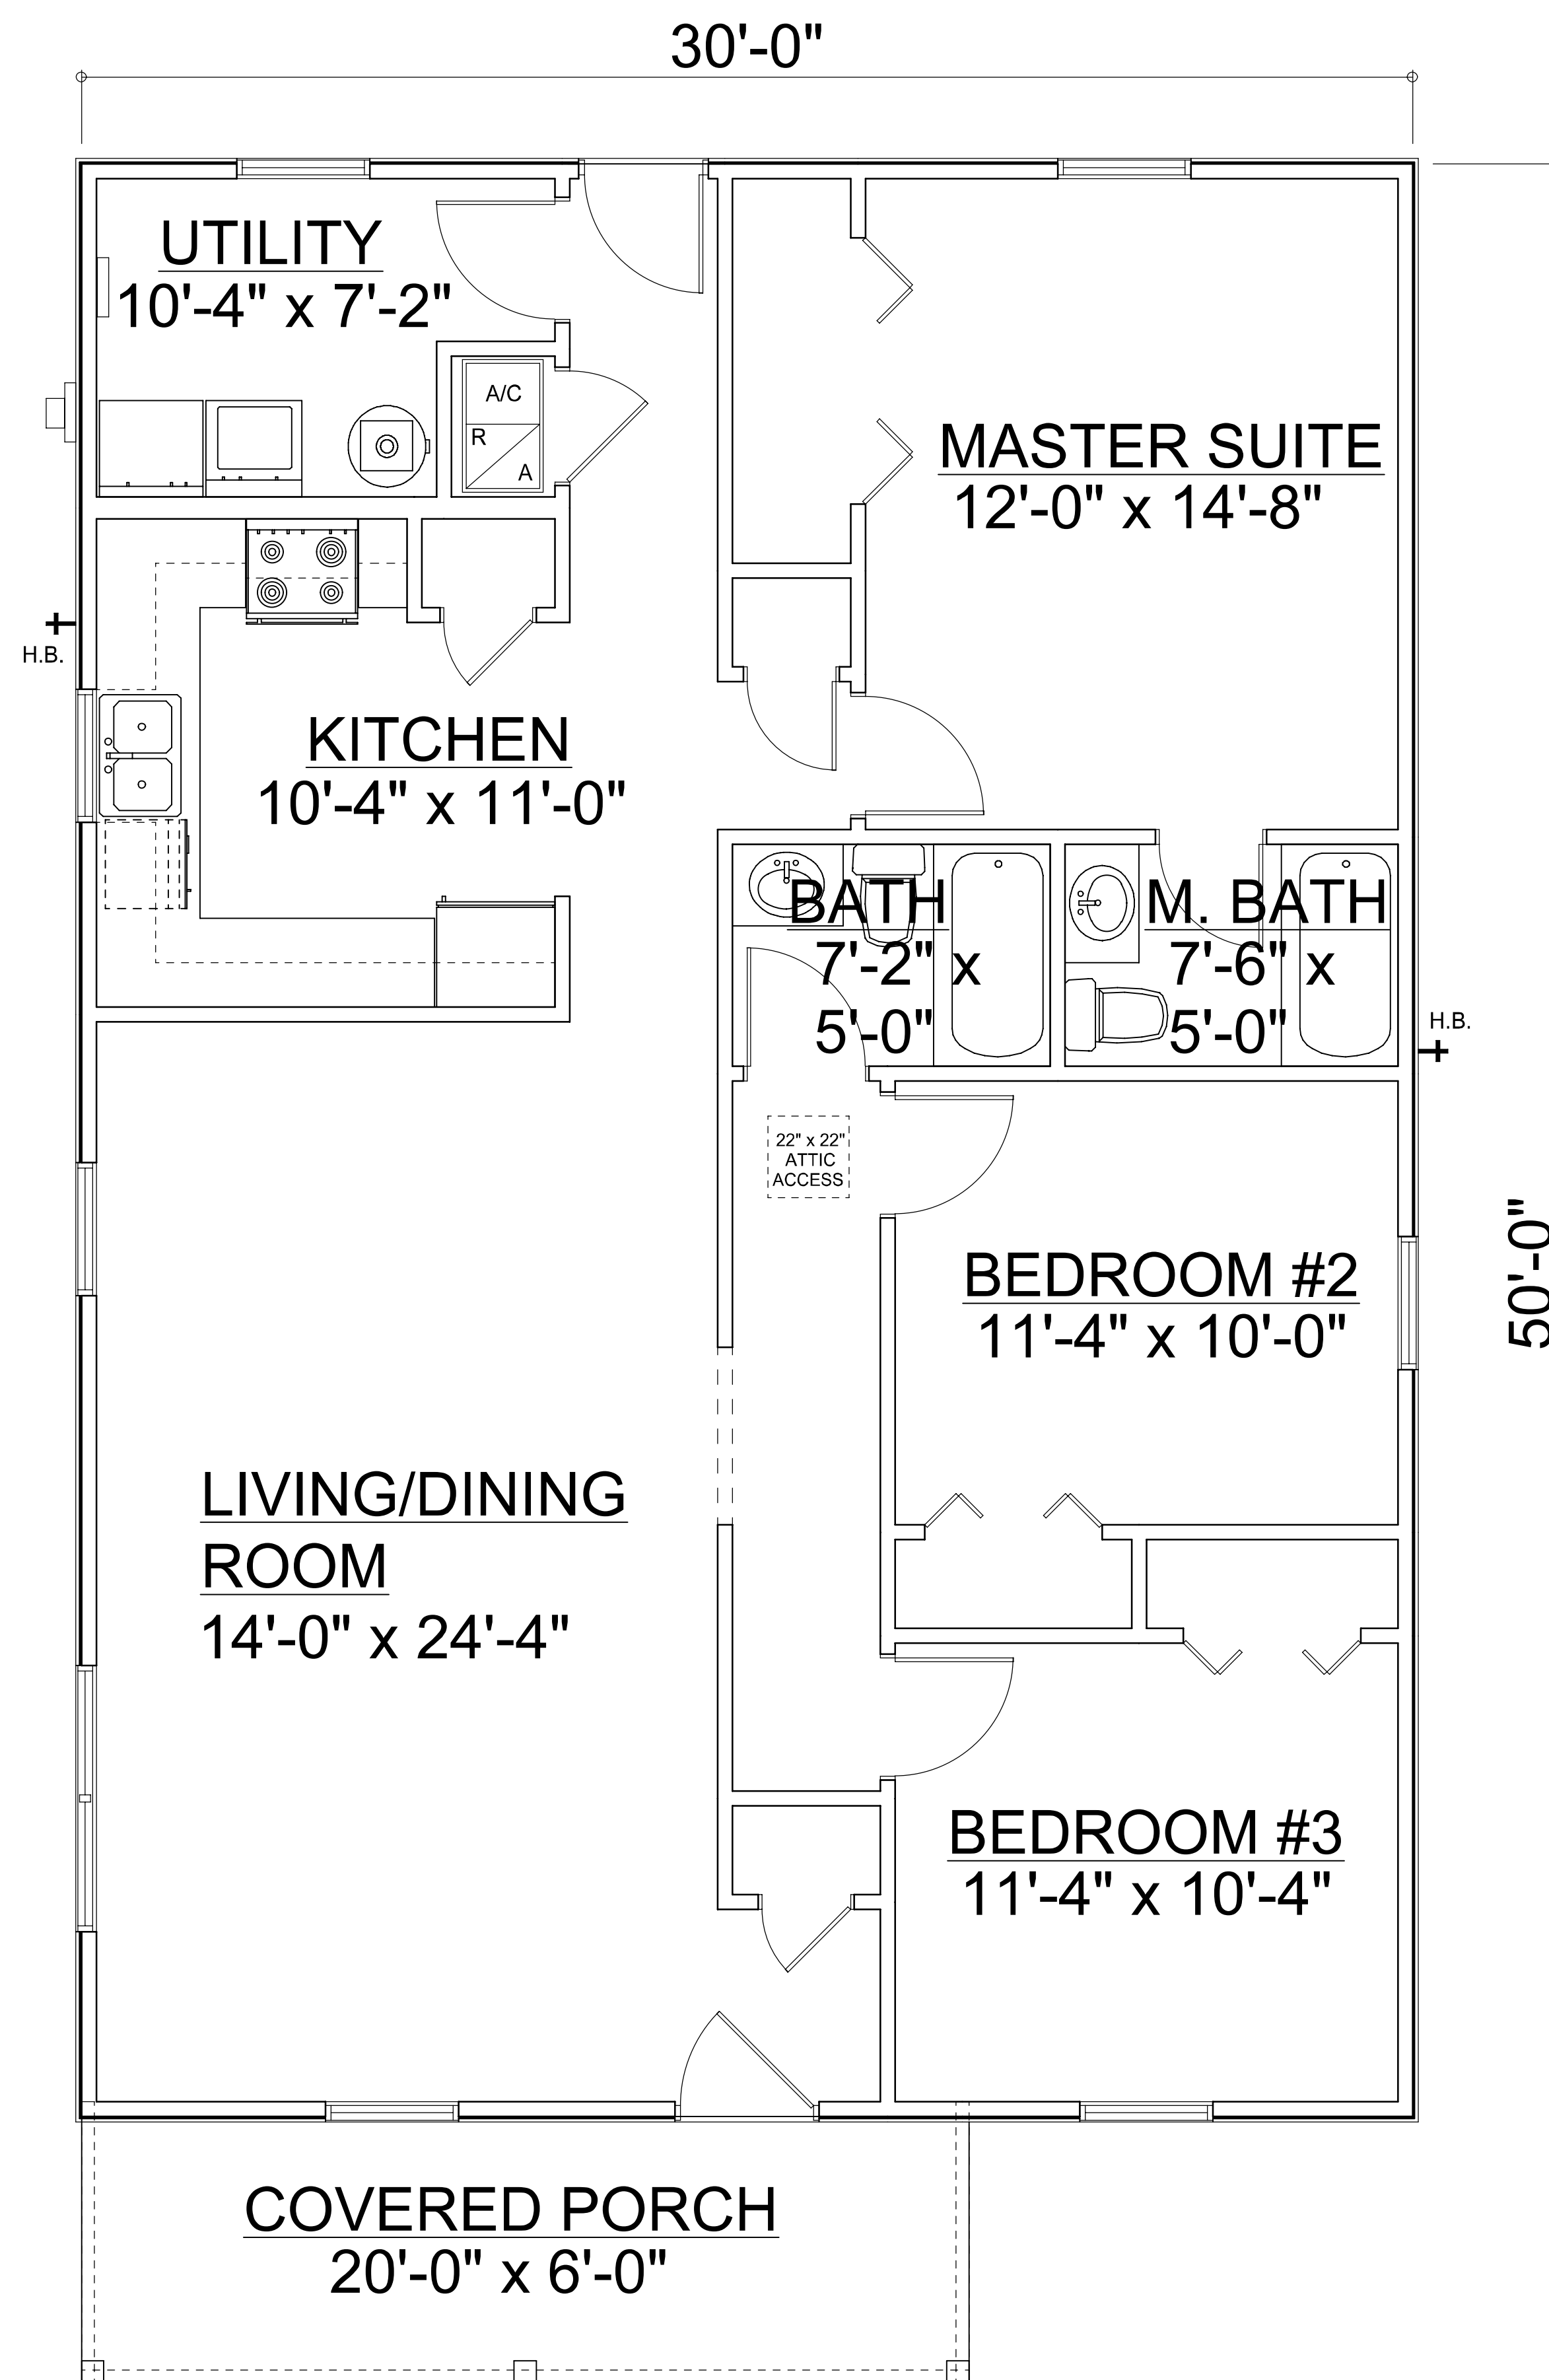 30'-0"
UTILITY
10'-4" x 7'-2"
A/C
R
A
MASTER SUITE
12'-0" x 14'-8"
H.B.
KITCHEN
10'-4" x 11'-0"
BATH
7'-2" x
5'-0"
M. BATH
7'-6" x
5'-0"
H.B.
22" x 22"
ATTIC
ACCESS
BEDROOM #2
11'-4" x 10'-0"
50'-0"
LIVING/DINING
ROOM
14'-0" x 24'-4"
BEDROOM #3
11'-4" x 10'-4"
COVERED PORCH
20'-0" x 6'-0"